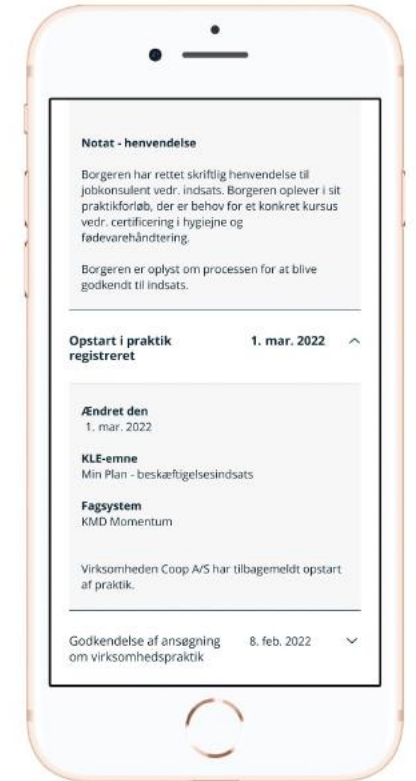 Notat - henvendelse
Borgeren har rettet skriftlig henvendelse til
jobkonsulent vedr. indsats. Borgeren oplever i sit
praktikforløb, der er behov for et konkret kursus
vedr. certificering i hygiejne og
fødevarehåndtering.
Borgeren er oplyst om processen for at blive
godkendt til indsats.
Opstart i praktik 1. mar. 2022
registreret
Ændret den
1. mar. 2022
KLE-emne
Min Plan - beskæftigelsesindsats
Fagsystem
KMD Momentum
Virksomheden Coop A/S har tilbagemeldt opstart
af praktik.
Godkendelse af ansøgning 8. feb. 2022
om virksomhedspraktik